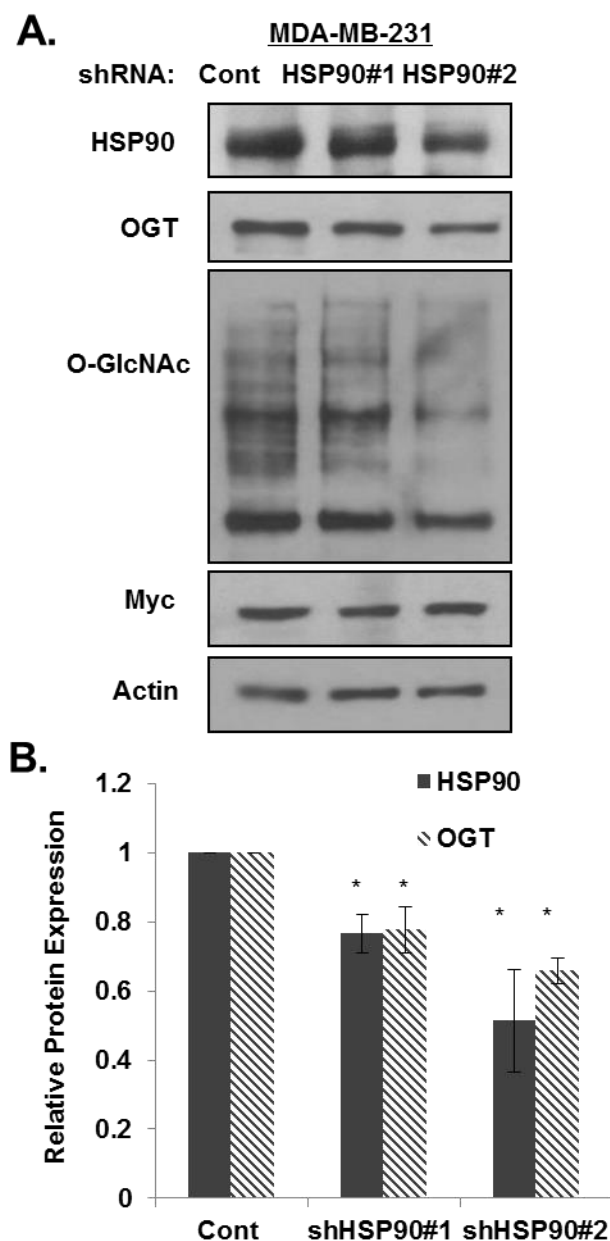 A.
MDA-MB-231
shRNA: Cont HSP90#1 HSP90#2
HSP90
OGT
O-GlcNAc
Myc
Actin
B.
HSP90
OGT
Relative Protein Expression
1.2
1
0.8
0.6
0.4
0.2
0
* * * *
Cont shHSP90#1 shHSP90#2